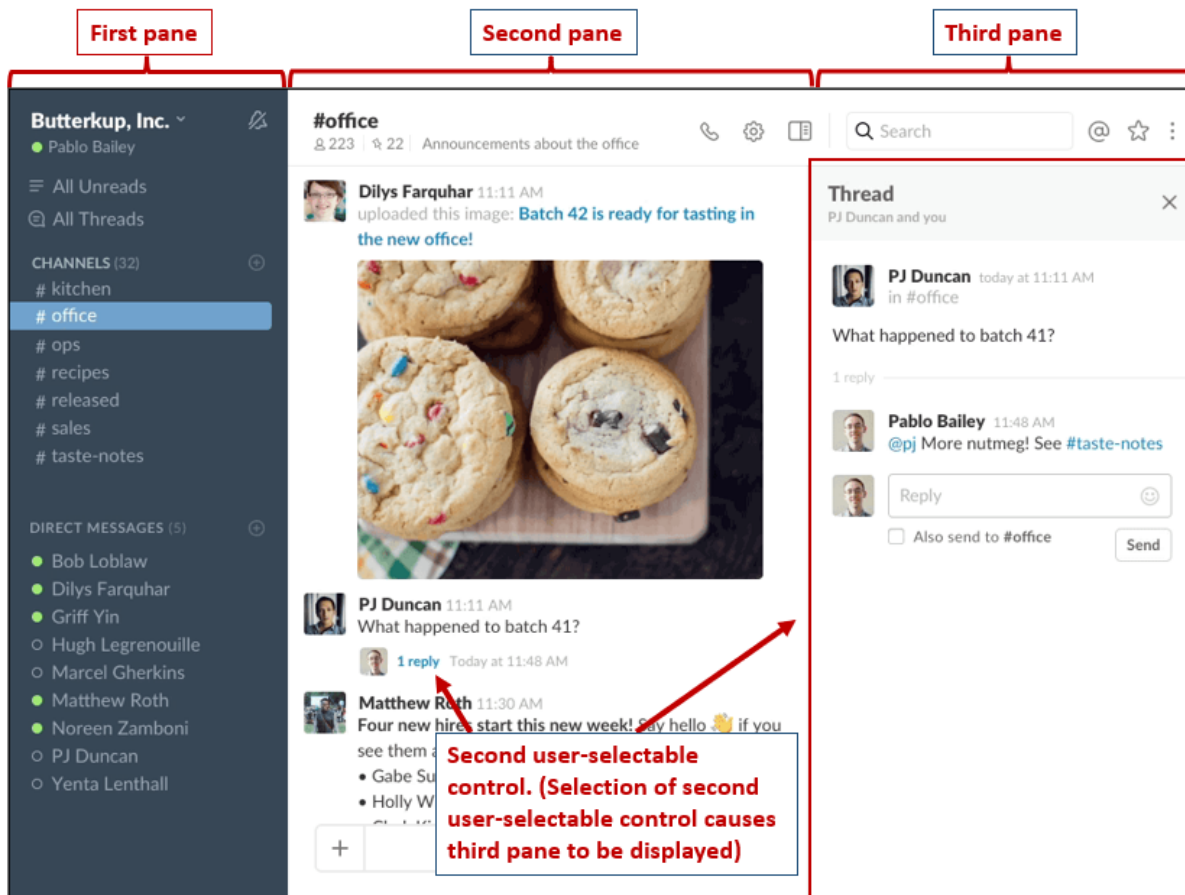 First pane
Second pane
Third pane
Butterkup, Inc.
Pablo Bailey
All Unreads
All Threads
CHANNELS (32)
# kitchen
# office
# ops
# recipes
# released
# sales
# taste-notes
DIRECT MESSAGES (5)
Bob Loblaw
Dilys Farquhar
Griff Yin
Hugh Legrenouille
Marcel Gherkins
Matthew Roth
Noreen Zamboni
PJ Duncan
Yenta Lenthall
#office
223 | 22 | Announcements about the office
Search
Dilys Farquhar 11:11 AM
uploaded this image: Batch 42 is ready for tasting in
the new office!
PJ Duncan 11:11 AM
What happened to batch 41?
1 reply Today at 11:48 AM
Matthew Roth 11:30 AM
Four new hires start this new week! Say hello 👋 if you
see them
• Gabe
• Holly
Second user-selectable
control. (Selection of second
user-selectable control causes
third pane to be displayed)
Thread
PJ Duncan and you
PJ Duncan today at 11:11 AM
in #office
What happened to batch 41?
1 reply
Pablo Bailey 11:48 AM
@pj More nutmeg! See #taste-notes
Reply
Also send to #office
Send